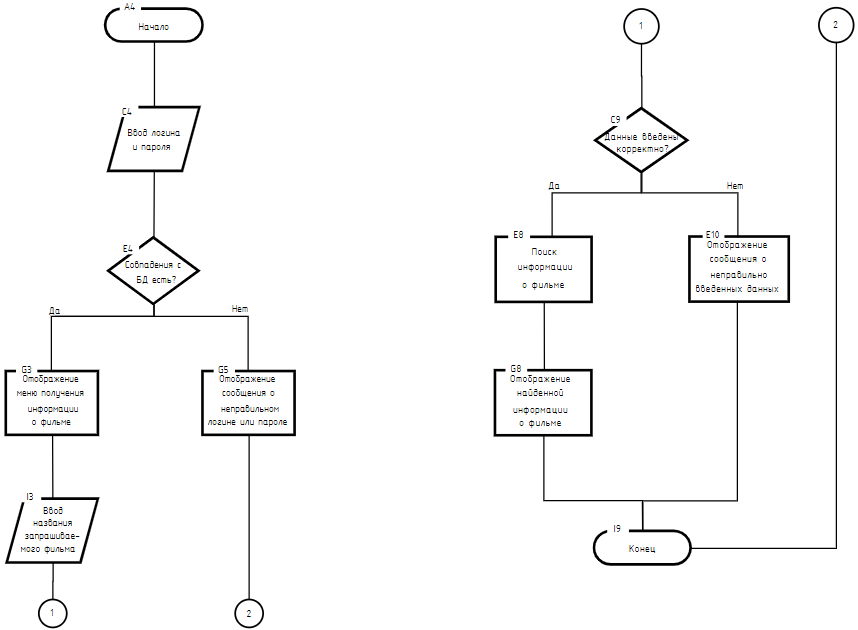 A4
Начало
C4
Ввод логина
и пароля
E4
Совпадения с
БД есть?
Да
Нет
G3
Отображение
меню получения
информации
о фильме
G5
Отображение
сообщения о
неправильном
логине или пароле
I3
Ввод
названия
запрашивае-
мого фильма
1
2
1
2
C9
Данные введены
корректно?
Да
Нет
E8
Поиск
информации
о фильме
E10
Отображение
сообщения о
неправильно
введенных данных
G8
Отображение
найденной
информации
о фильме
I9
Конец